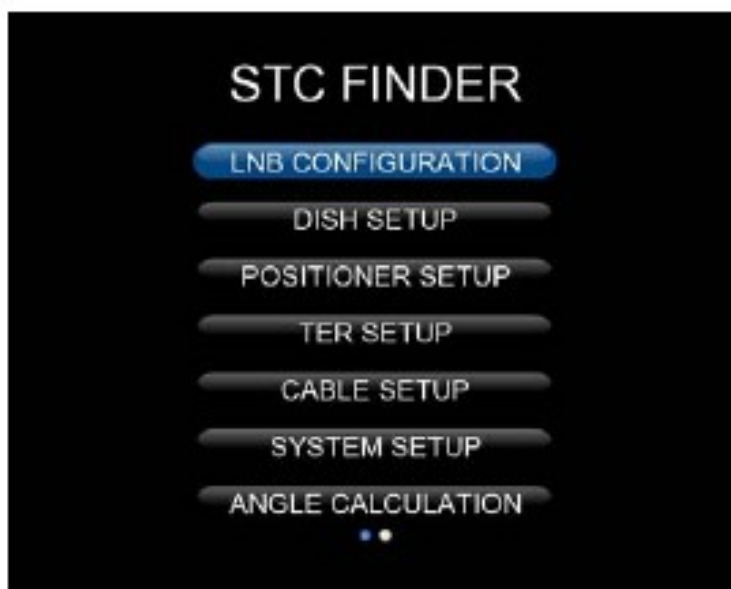 STC FINDER
LNB CONFIGURATION
DISH SETUP
POSITIONER SETUP
TER SETUP
CABLE SETUP
SYSTEM SETUP
ANGLE CALCULATION